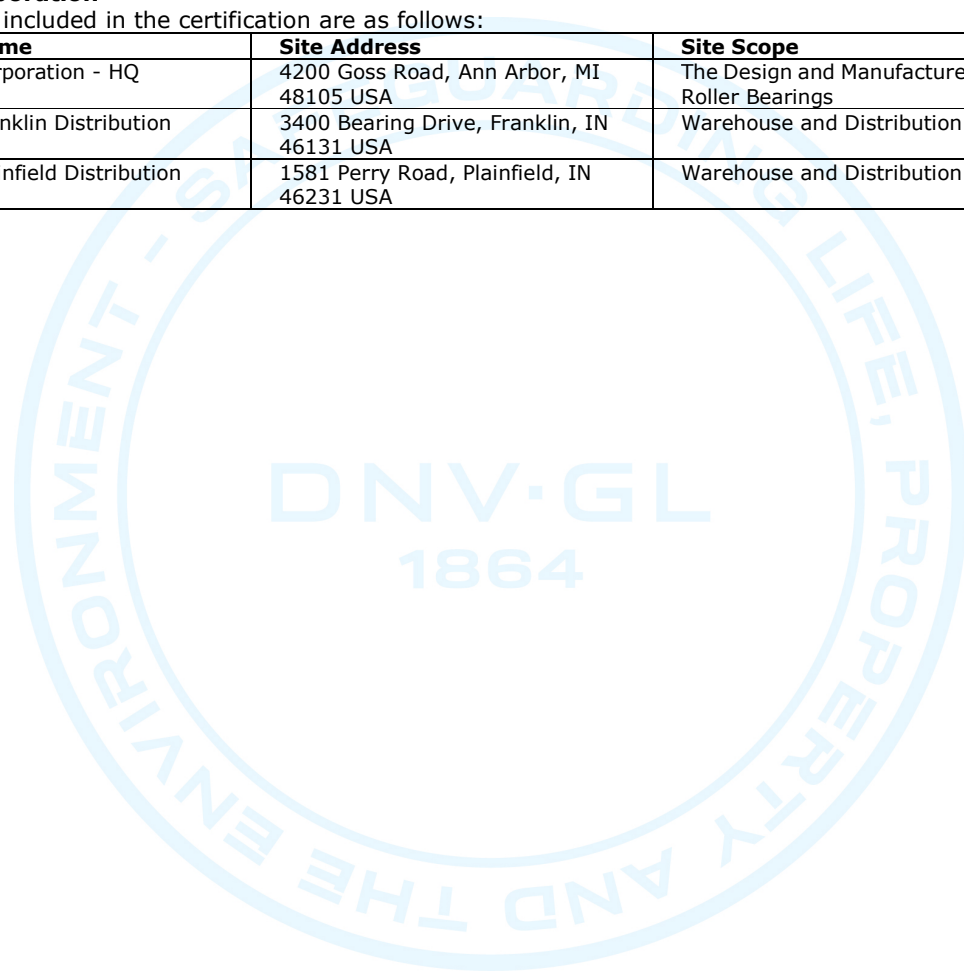 included in the certification are as follows:
me Site Address Site Scope
rporation - HQ 4200 Goss Road, Ann Arbor, MI The Design and Manufacture
48105 USA Roller Bearings
nklin Distribution 3400 Bearing Drive, Franklin, IN Warehouse and Distribution
46131 USA
nfield Distribution 1581 Perry Road, Plainfield, IN Warehouse and Distribution
46231 USA
SAFEGUARDING LIFE, PROPERTY AND THE ENVIRONMENT -
DNV·GL
1864